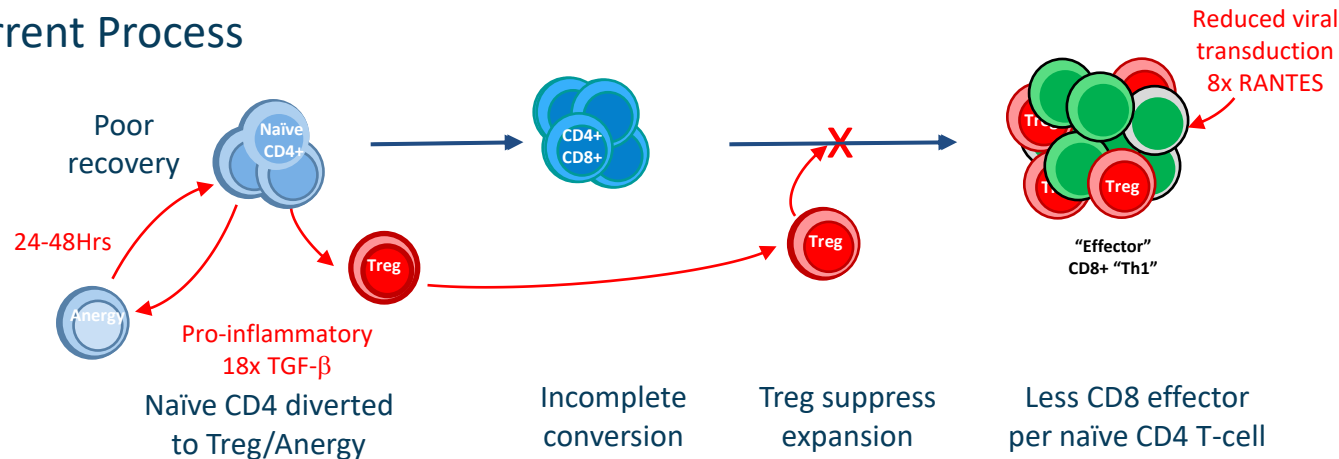 rrent Process
Reduced viral
transduction
8x RANTES
Poor
recovery
Naïve
CD4+
CD4+
CD8+
X
Treg
Treg
24-48Hrs
Treg
Treg
Anergy
"Effector"
CD8+ "Th1"
Pro-inflammatory
18x TGF-β
Naïve CD4 diverted
to Treg/Anergy
Incomplete
conversion
Treg suppress
expansion
Less CD8 effector
per naïve CD4 T-cell